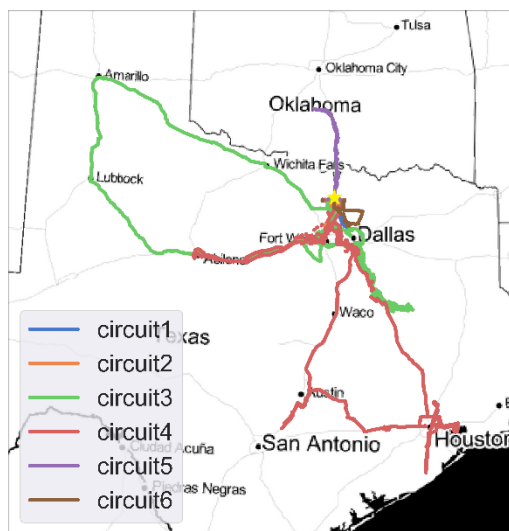 Tulsa
Amarillo
Oklahoma City
Oklahoma
Wichita Falls
Lubbock
Fort W
Dallas
Abilene
Waco
circuit1
circuit2
circuit3
circuit4
circuit5
circuit6
Texas
Austin
San Antonio
Houston
Ciudad Acuña
Piedras Negras